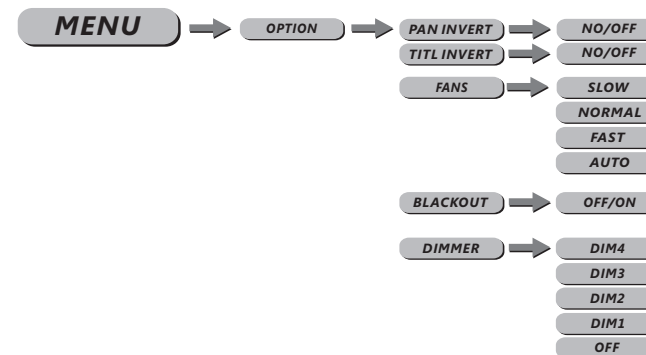 MENU OPTION PAN INVERT NO/OFF
TITL INVERT NO/OFF
FANS SLOW
NORMAL
FAST
AUTO
BLACKOUT OFF/ON
DIMMER DIM4
DIM3
DIM2
DIM1
OFF